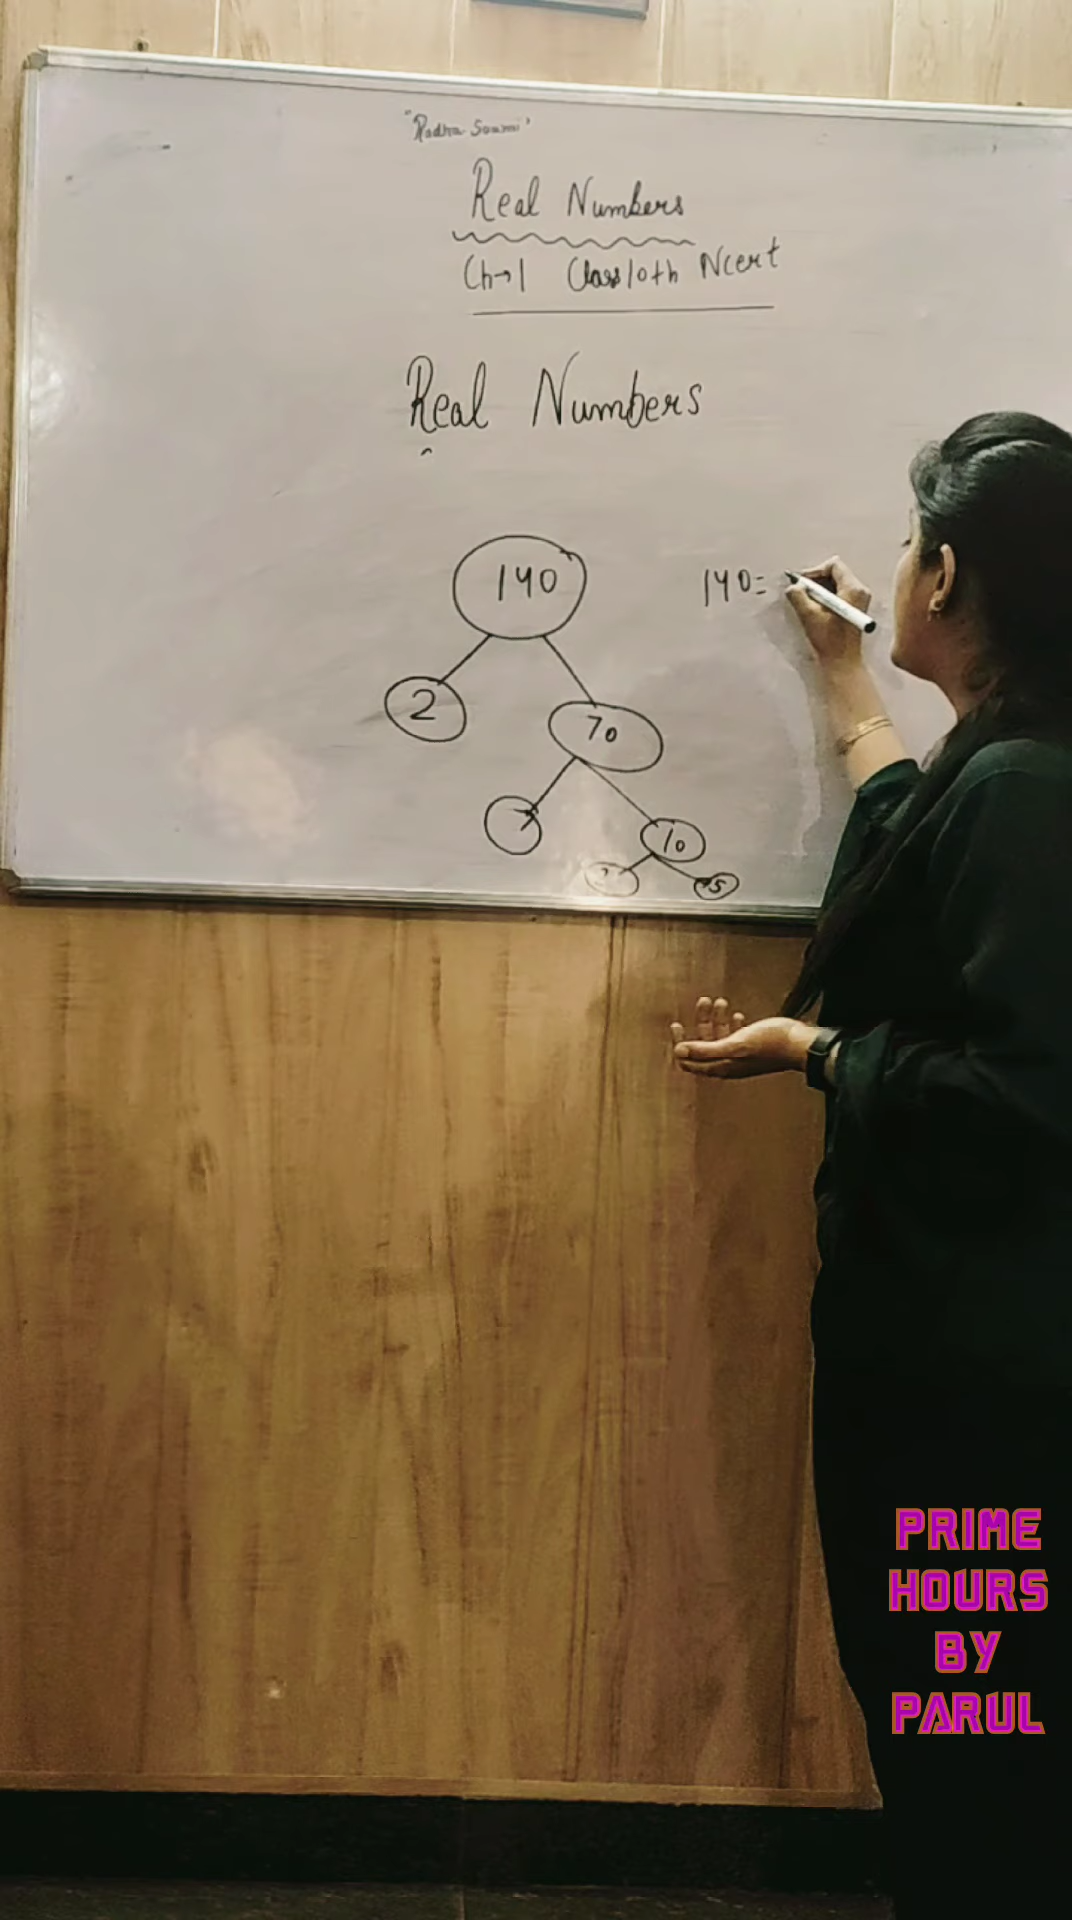 "Radha Soami"
Real Numbers
Ch→1 Class 10th Ncert
Real Numbers
140
140=
2
70
7
10
5
PRIME
HOURS
BY
PARUL